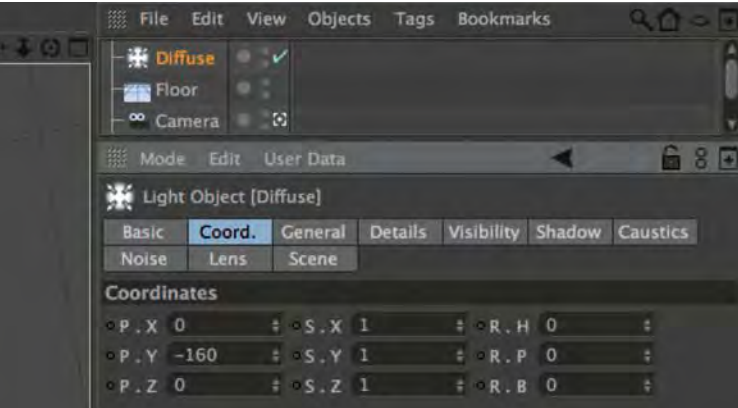 File Edit View Objects Tags Bookmarks
Diffuse
Floor
Camera
Mode Edit User Data
Light Object [Diffuse]
Basic Coord. General Details Visibility Shadow Caustics
Noise Lens Scene
Coordinates
P . X 0 S . X 1 R . H 0
P . Y -160 S . Y 1 R . P 0
P . Z 0 S . Z 1 R . B 0